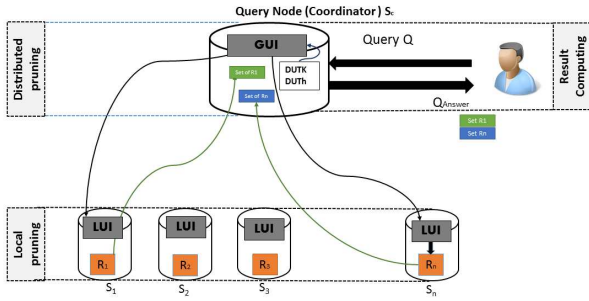 Query Node (Coordinator) Sc
Distributed pruning
GUI
Set of R1
Set of Rn
DUTK
DUTh
Query Q
QAnswer
Set R1
Set Rn
Result Computing
Local pruning
LUI
R1
S1
LUI
R2
S2
LUI
R3
S3
LUI
Rn
Sn